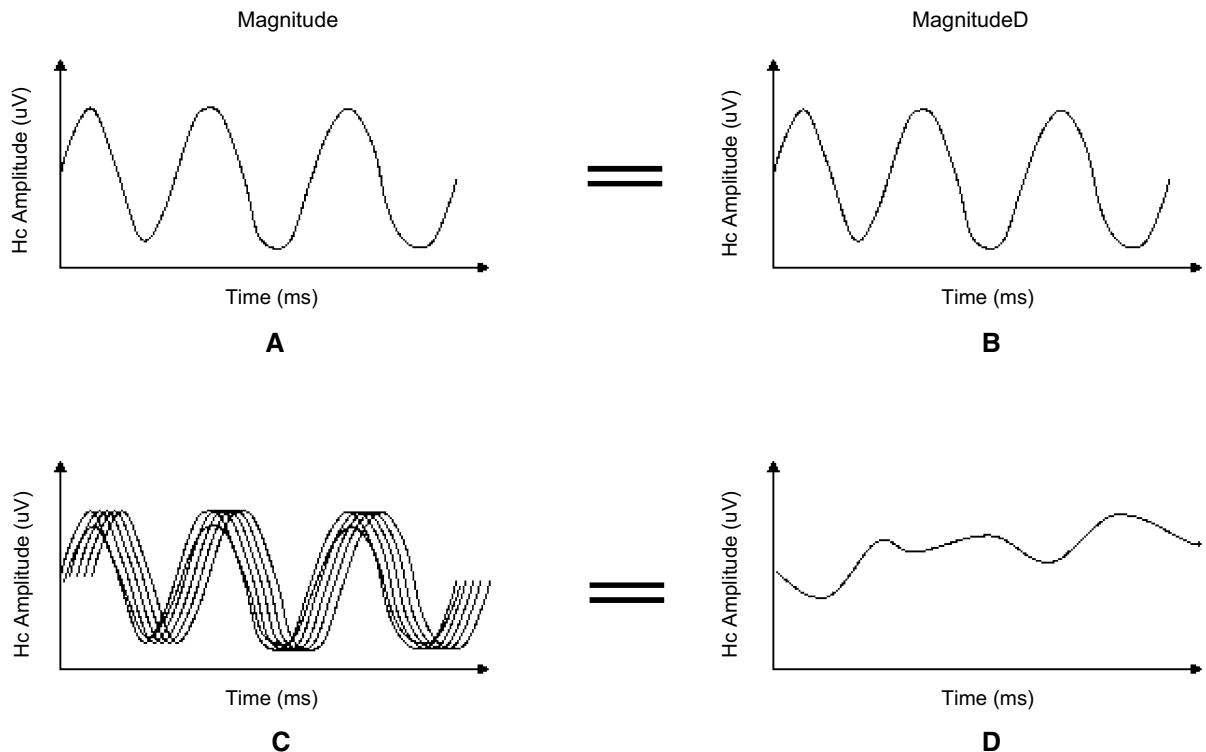 Magnitude
MagnitudeD
Hc Amplitude (uV)
Hc Amplitude (uV)
Time (ms)
Time (ms)
A
B
Hc Amplitude (uV)
Hc Amplitude (uV)
Time (ms)
Time (ms)
C
D